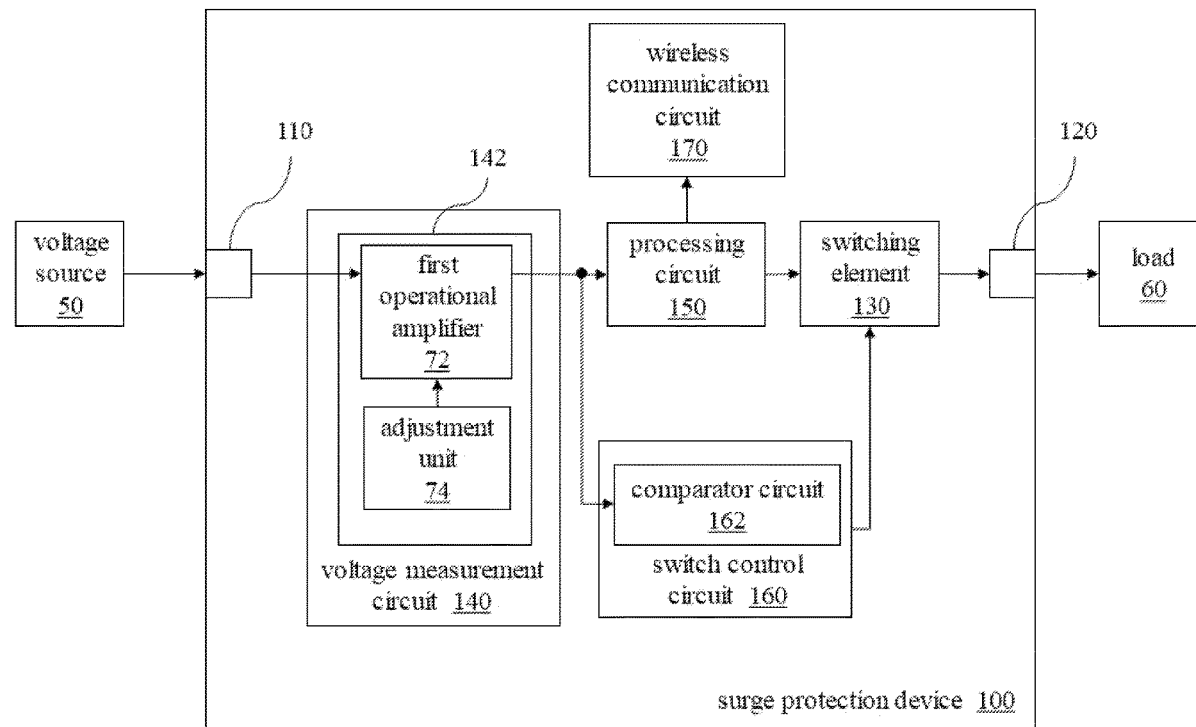 wireless
communication
circuit
170
110
142
120
voltage
source
50
first
operational
amplifier
72
processing
circuit
150
switching
element
130
load
60
adjustment
unit
74
comparator circuit
162
voltage measurement
circuit 140
switch control
circuit 160
surge protection device 100